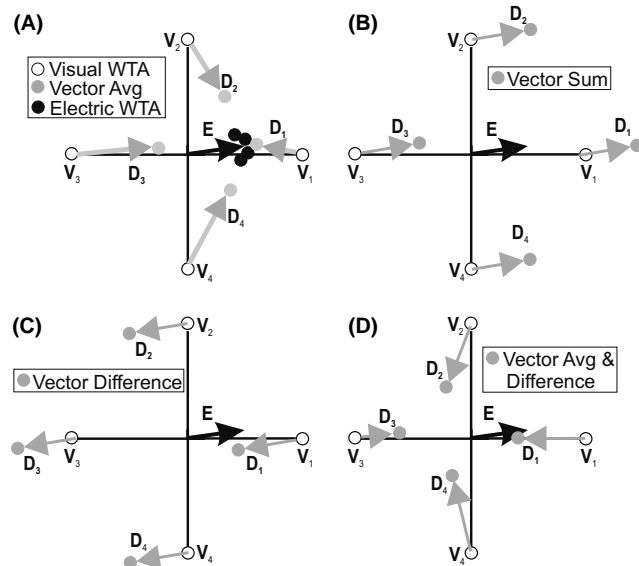 (A)
V2
Visual WTA
Vector Avg
Electric WTA
D2
E
D1
V3
D3
V1
D4
V4
(B)
D2
V2
Vector Sum
D3
E
D1
V3
V1
D4
V4
(C)
V2
D2
Vector Difference
E
V3
D3
D1
V1
D4
V4
(D)
V2
Vector Avg &
Difference
D2
D3
E
V3
D1
V1
D4
V4